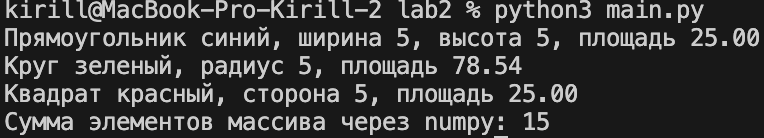 kirill@MacBook-Pro-Kirill-2 lab2 % python3 main.py
Прямоугольник синий, ширина 5, высота 5, площадь 25.00
Круг зеленый, радиус 5, площадь 78.54
Квадрат красный, сторона 5, площадь 25.00
Сумма элементов массива через numpy: 15